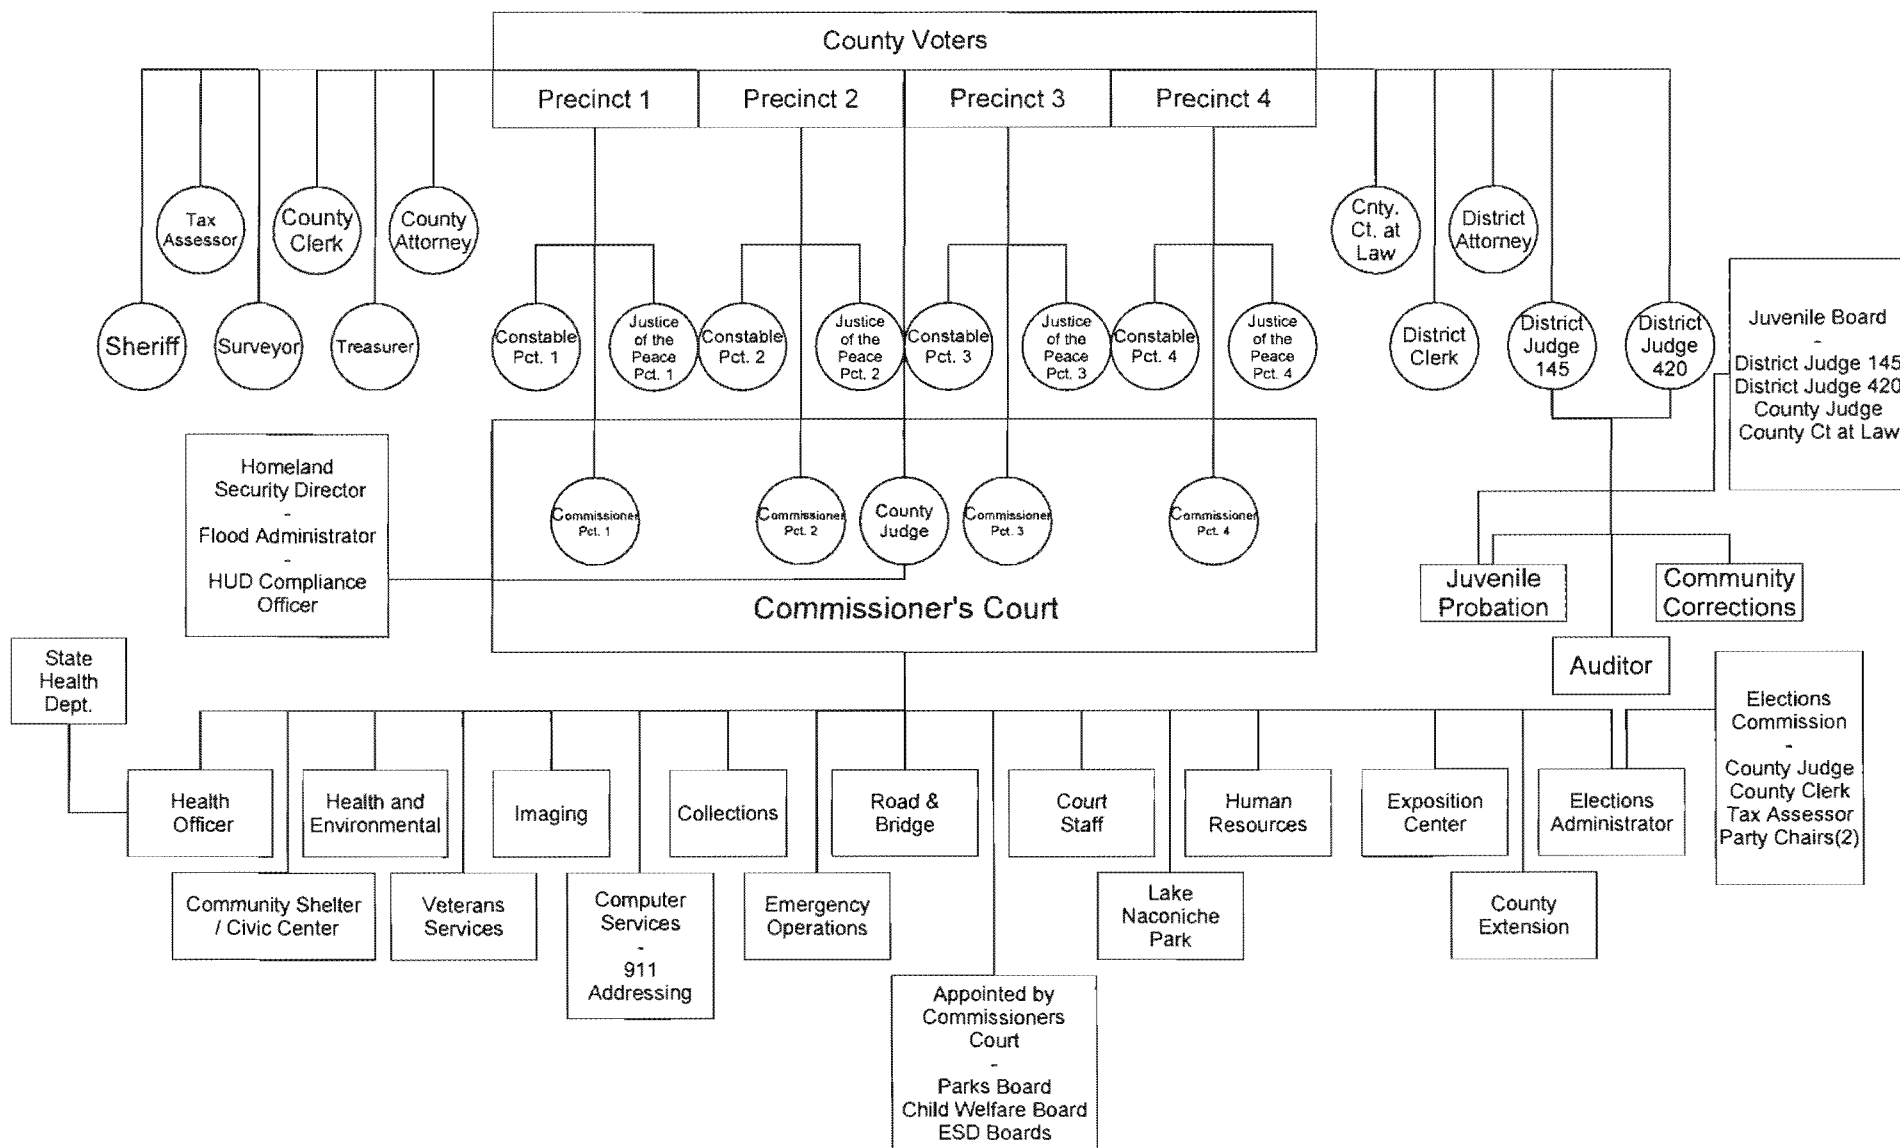 County Voters
Precinct 1
Precinct 2
Precinct 3
Precinct 4
Tax
Assessor
County
Clerk
County
Attorney
Cnty.
Ct. at
Law
District
Attorney
Sheriff
Surveyor
Treasurer
Constable
Pct. 1
Justice
of the
Peace
Pct. 1
Constable
Pct. 2
Justice
of the
Peace
Pct. 2
Constable
Pct. 3
Justice
of the
Peace
Pct. 3
Constable
Pct. 4
Justice
of the
Peace
Pct. 4
District
Clerk
District
Judge
145
District
Judge
420
Juvenile Board
-
District Judge 145
District Judge 420
County Judge
County Ct at Law
Homeland
Security Director
-
Flood Administrator
-
HUD Compliance
Officer
Commissioner
Pct. 1
Commissioner
Pct. 2
County
Judge
Commissioner
Pct. 3
Commissioner
Pct. 4
Commissioner's Court
Juvenile
Probation
Community
Corrections
Auditor
State
Health
Dept.
Elections
Commission
-
County Judge
County Clerk
Tax Assessor
Party Chairs(2)
Health
Officer
Health and
Environmental
Imaging
Collections
Road &
Bridge
Court
Staff
Human
Resources
Exposition
Center
Elections
Administrator
Community Shelter
/ Civic Center
Veterans
Services
Computer
Services
-
911
Addressing
Emergency
Operations
Lake
Naconiche
Park
County
Extension
Appointed by
Commissioners
Court
-
Parks Board
Child Welfare Board
ESD Boards